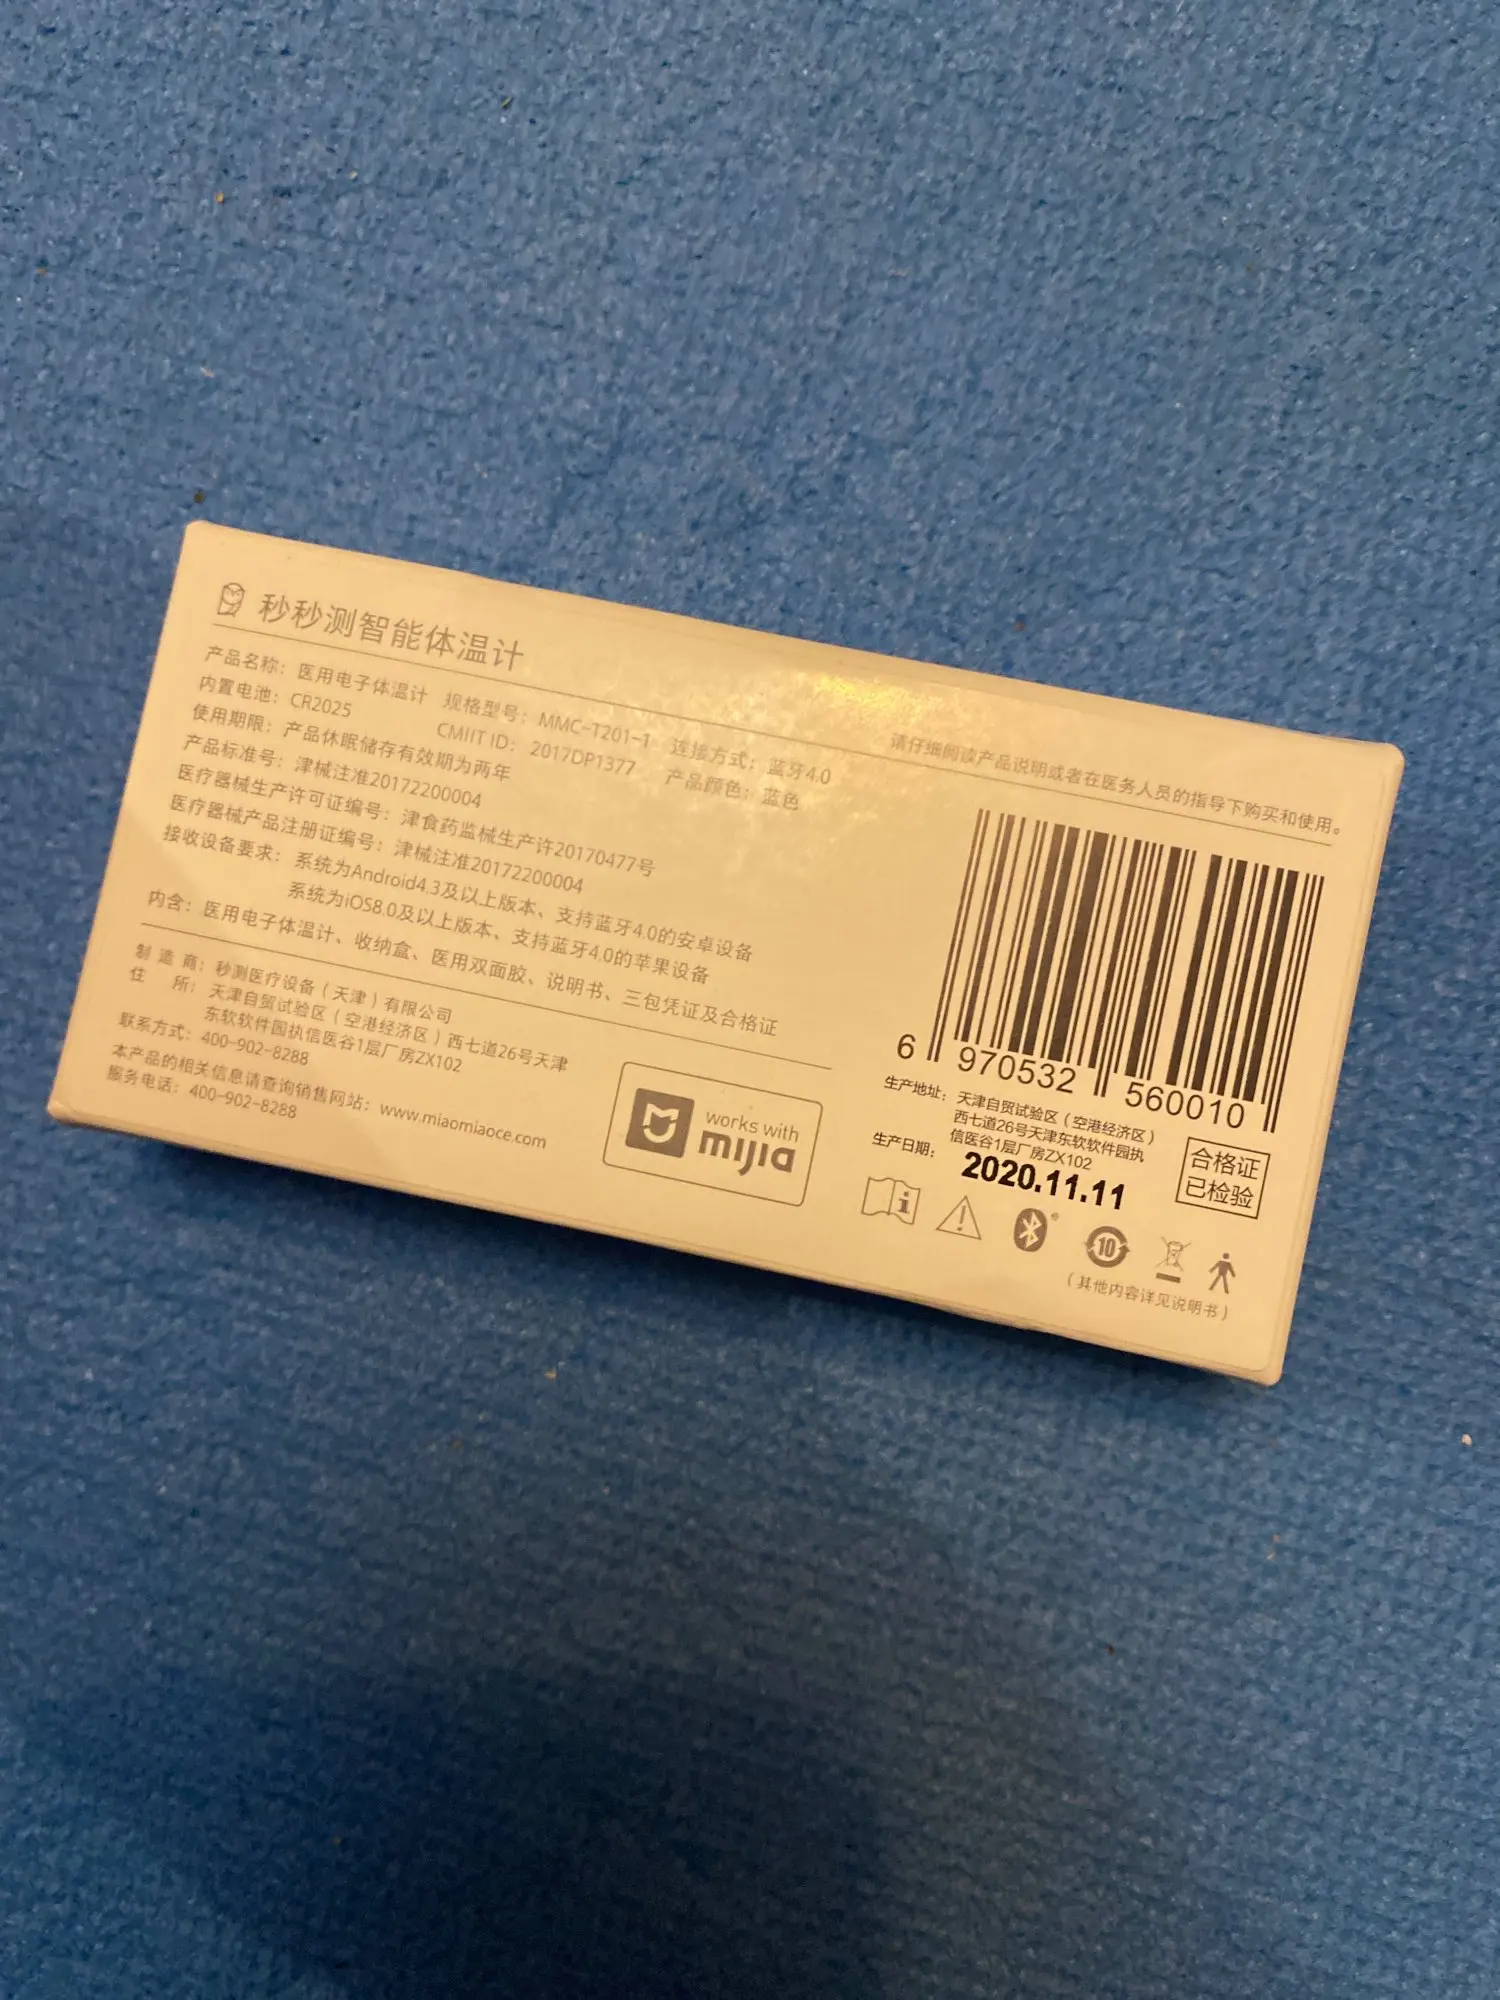 秒秒测智能体温计
请仔细阅读产品说明或者在医务人员的指导下购买和使用。
产品名称：医用电子体温计 规格型号：MMC-T201-1 连接方式：蓝牙4.0
内置电池：CR2025 CMIIT ID：2017DP1377 产品颜色：蓝色
使用期限：产品休眠储存有效期为两年
产品标准号：津械注准20172200004
医疗器械生产许可证编号：津食药监械生产许20170477号
医疗器械产品注册证编号：津械注准20172200004
接收设备要求：系统为Android4.3及以上版本、支持蓝牙4.0的安卓设备
系统为iOS8.0及以上版本、支持蓝牙4.0的苹果设备
内含：医用电子体温计、收纳盒、医用双面胶、说明书、三包凭证及合格证
制造商：秒测医疗设备（天津）有限公司
住所：天津自贸试验区（空港经济区）西七道26号天津
东软软件园执信医谷1层厂房ZX102
联系方式：400-902-8288
本产品的相关信息请查询销售网站：www.miaomiaoce.com
服务电话：400-902-8288
works with
mijia
6 970532 560010
生产地址：天津自贸试验区（空港经济区）
西七道26号天津东软软件园执
信医谷1层厂房ZX102
生产日期：2020.11.11
合格证
已检验
10
（其他内容详见说明书）